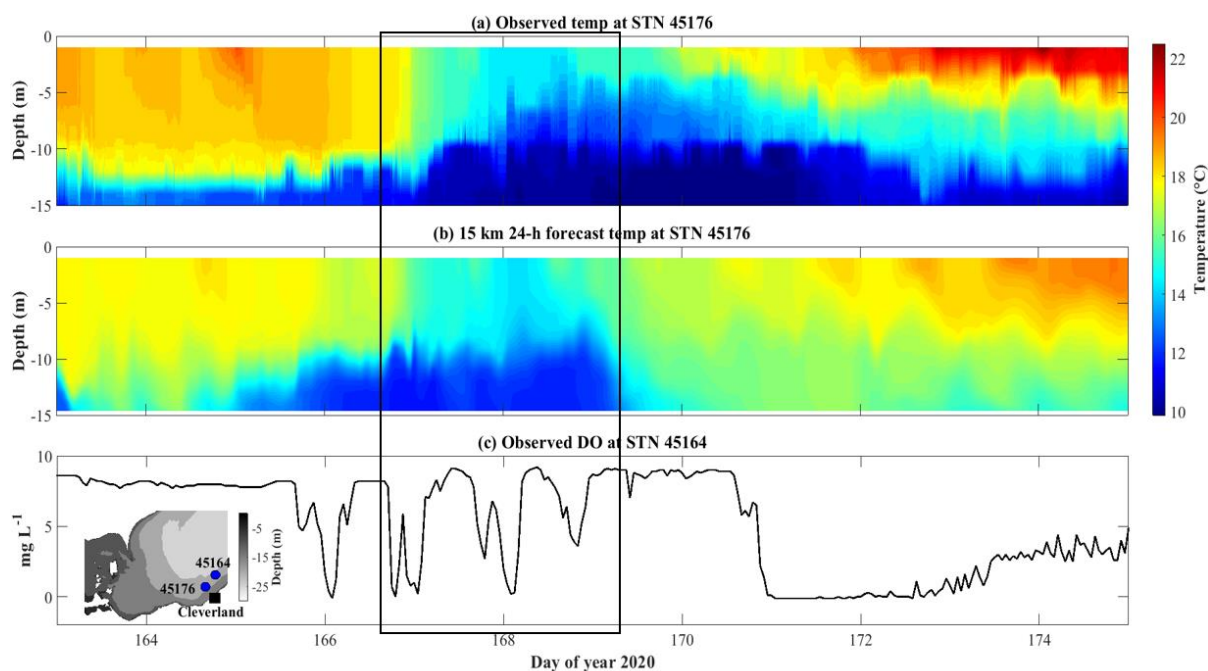 (a) Observed temp at STN 45176
0
-5
-10
-15
Depth (m)
(b) 15 km 24-h forecast temp at STN 45176
0
-5
-10
-15
Depth (m)
22
20
18
16
14
12
10
Temperature (°C)
(c) Observed DO at STN 45164
10
5
0
mg L-1
45164
45176
Cleverland
-5
-15
-25
Depth (m)
164
166
168
170
172
174
Day of year 2020